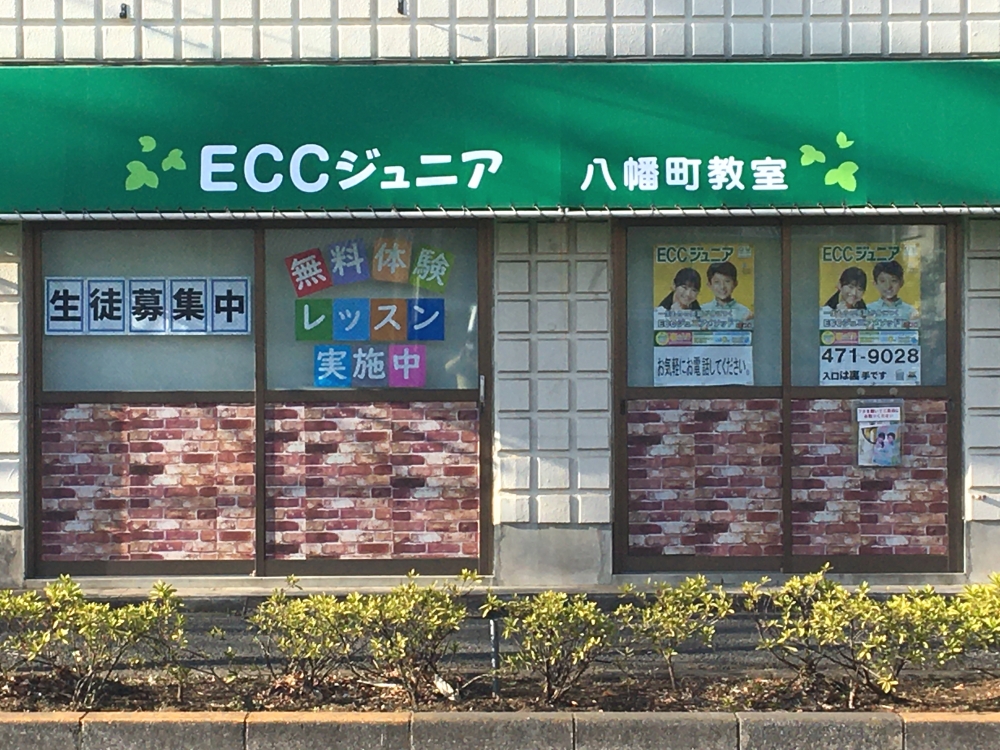 ECCジュニア 八幡町教室
生徒募集中
無料体験
レッスン
実施中
ECCジュニア
お気軽にお電話してください。
ECCジュニア
471-9028
入口は裏手です